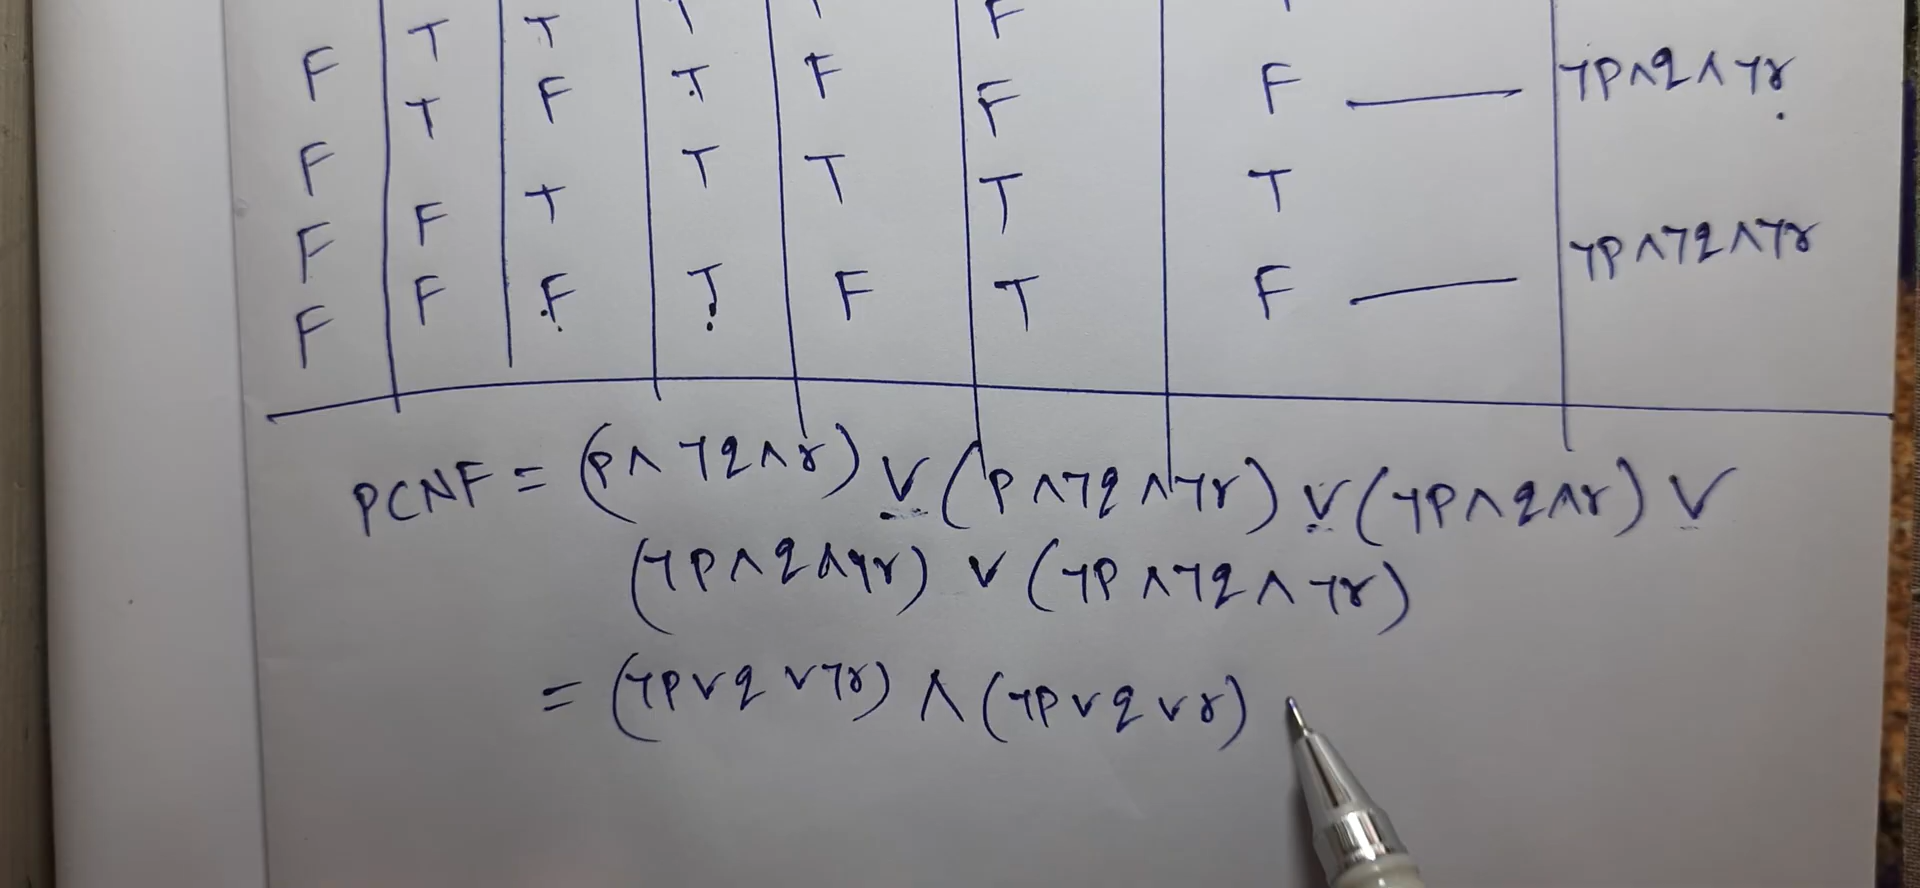 T T T T F T
F T F T F F F — ¬P∧q∧¬r
F F T T T T T
F F F T F T F — ¬P∧¬q∧¬r
F
PCNF = (P∧¬q∧r) ∨ (P∧¬q∧¬r) ∨ (¬P∧q∧r) ∨
(¬P∧q∧¬r) ∨ (¬P∧¬q∧¬r)
= (¬P∨q∨¬r) ∧ (¬P∨q∨r)